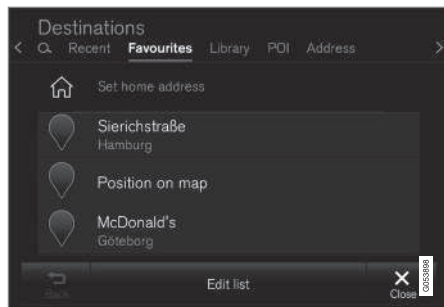 Destinations
Recent Favourites Library POI Address
Set home address
Sierichstraße
Hamburg
Position on map
McDonald's
Göteborg
Back Edit list Close
G053898